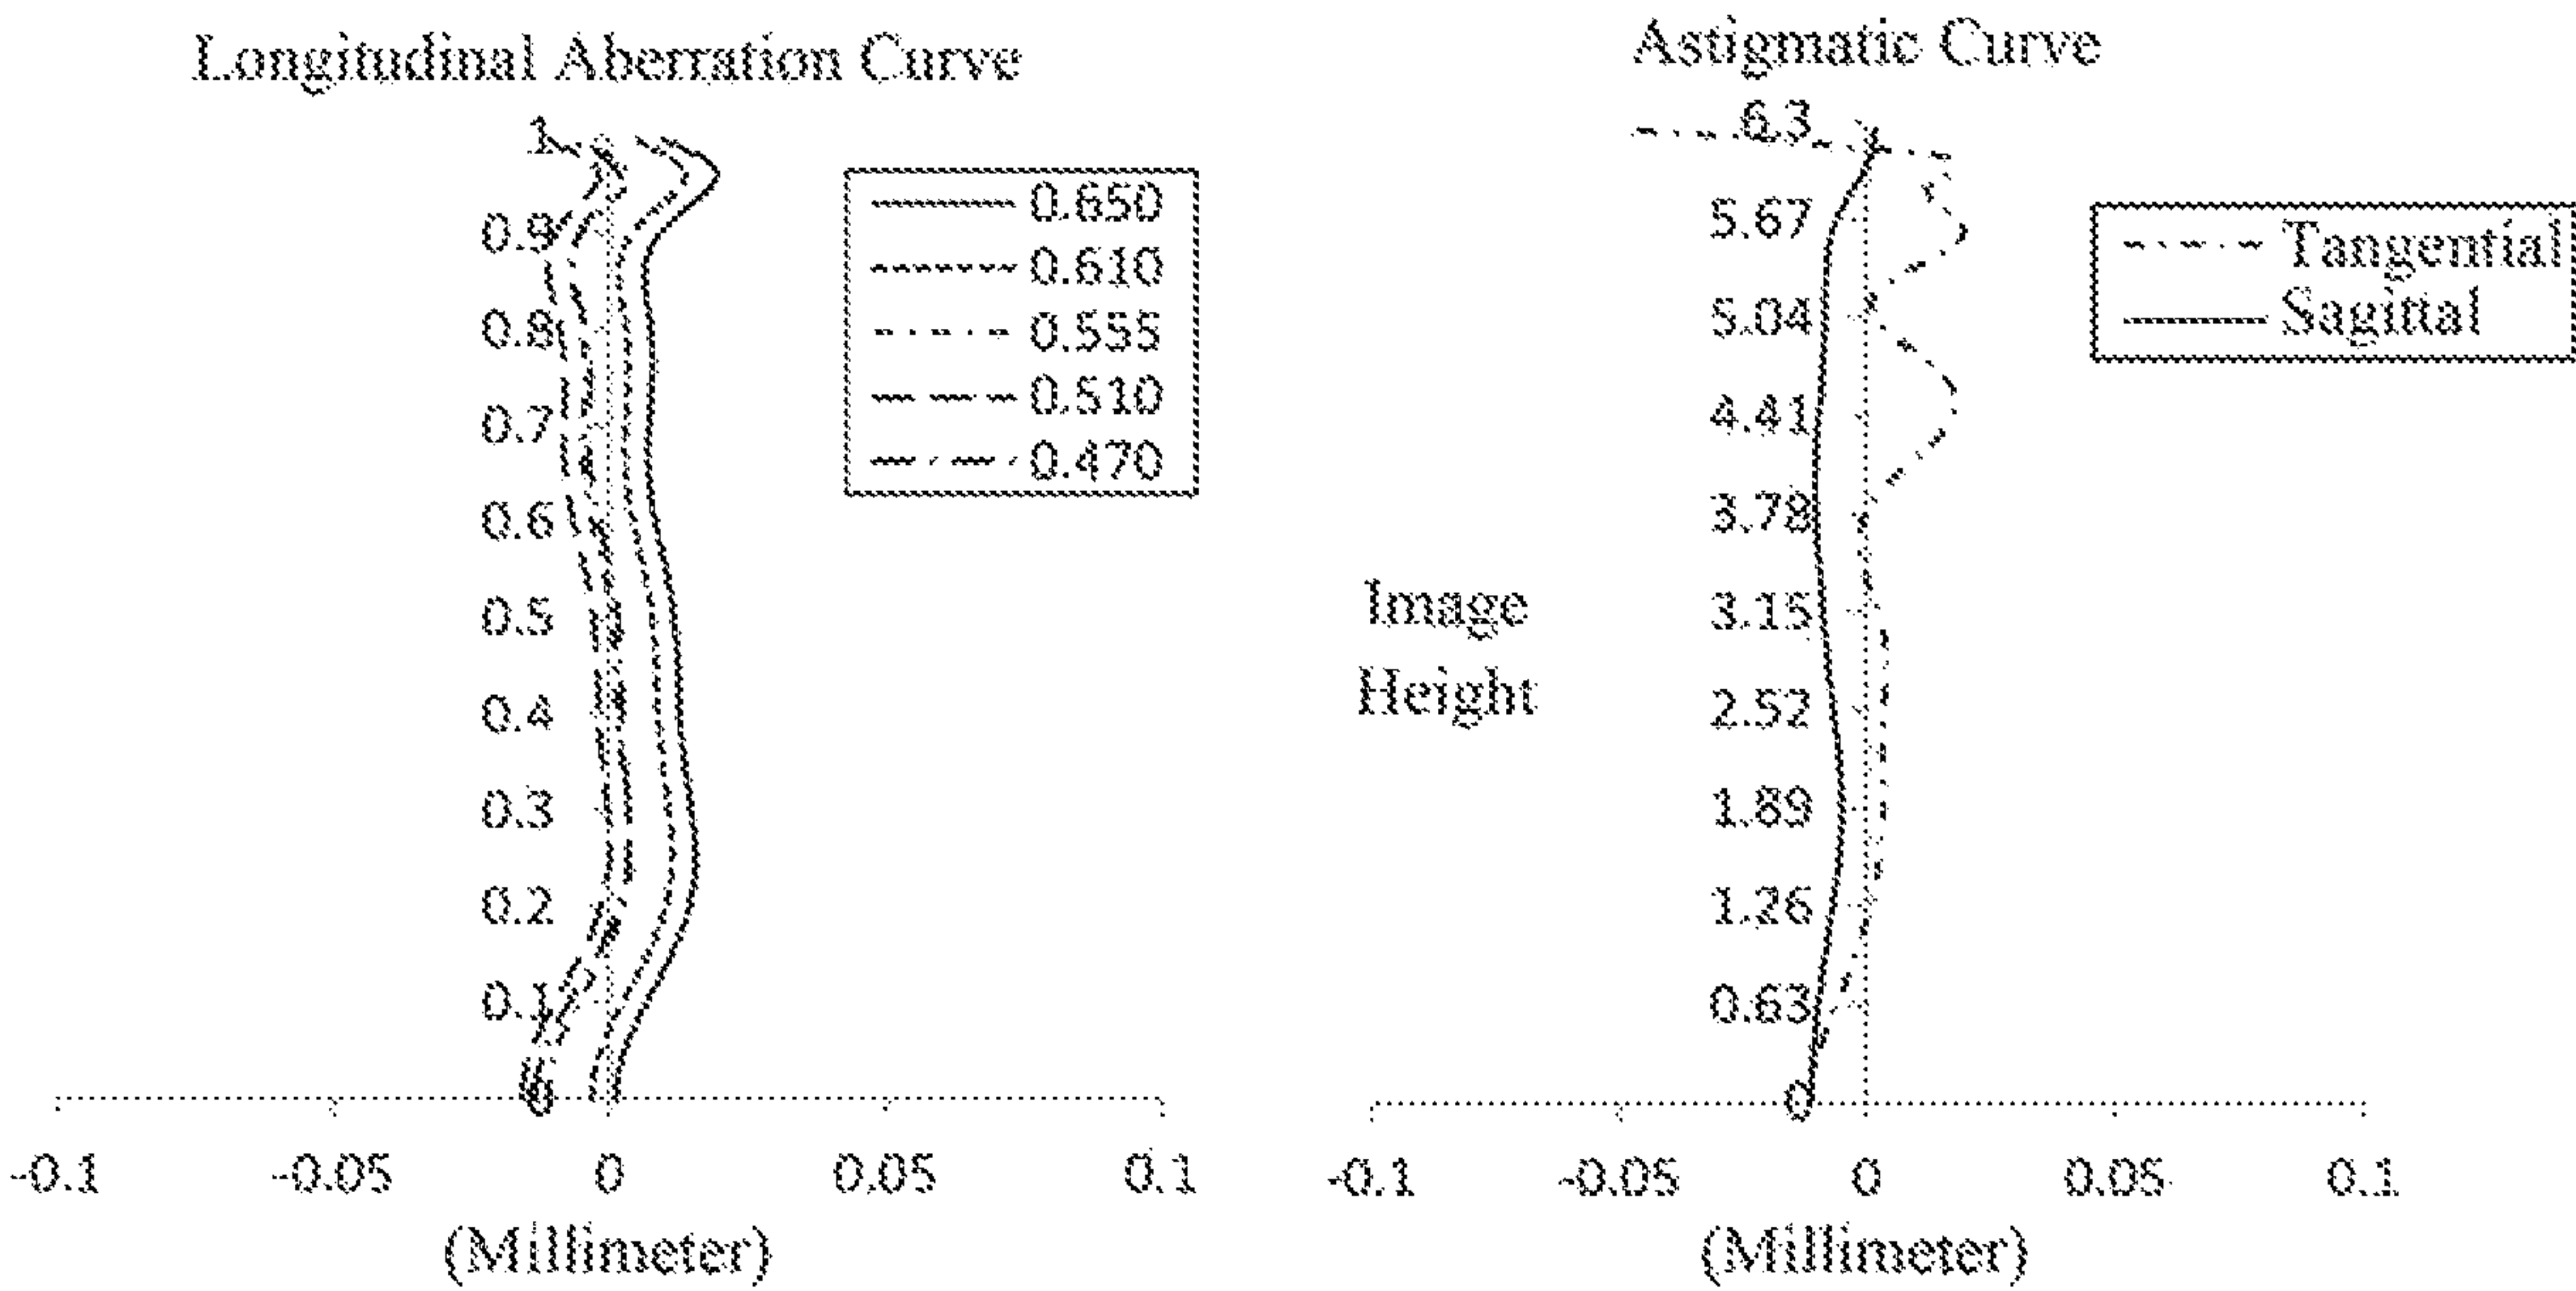 Longitudinal Aberration Curve
1
0.9
0.8
0.7
0.6
0.5
0.4
0.3
0.2
0.1
0
-0.1 -0.05 0 0.05 0.1
(Millimeter)
0.650
0.610
0.555
0.510
0.470
Astigmatic Curve
6.3
5.67
5.04
4.41
3.78
3.15
2.52
1.89
1.26
0.63
0
Image
Height
-0.1 -0.05 0 0.05 0.1
(Millimeter)
Tangential
Sagittal